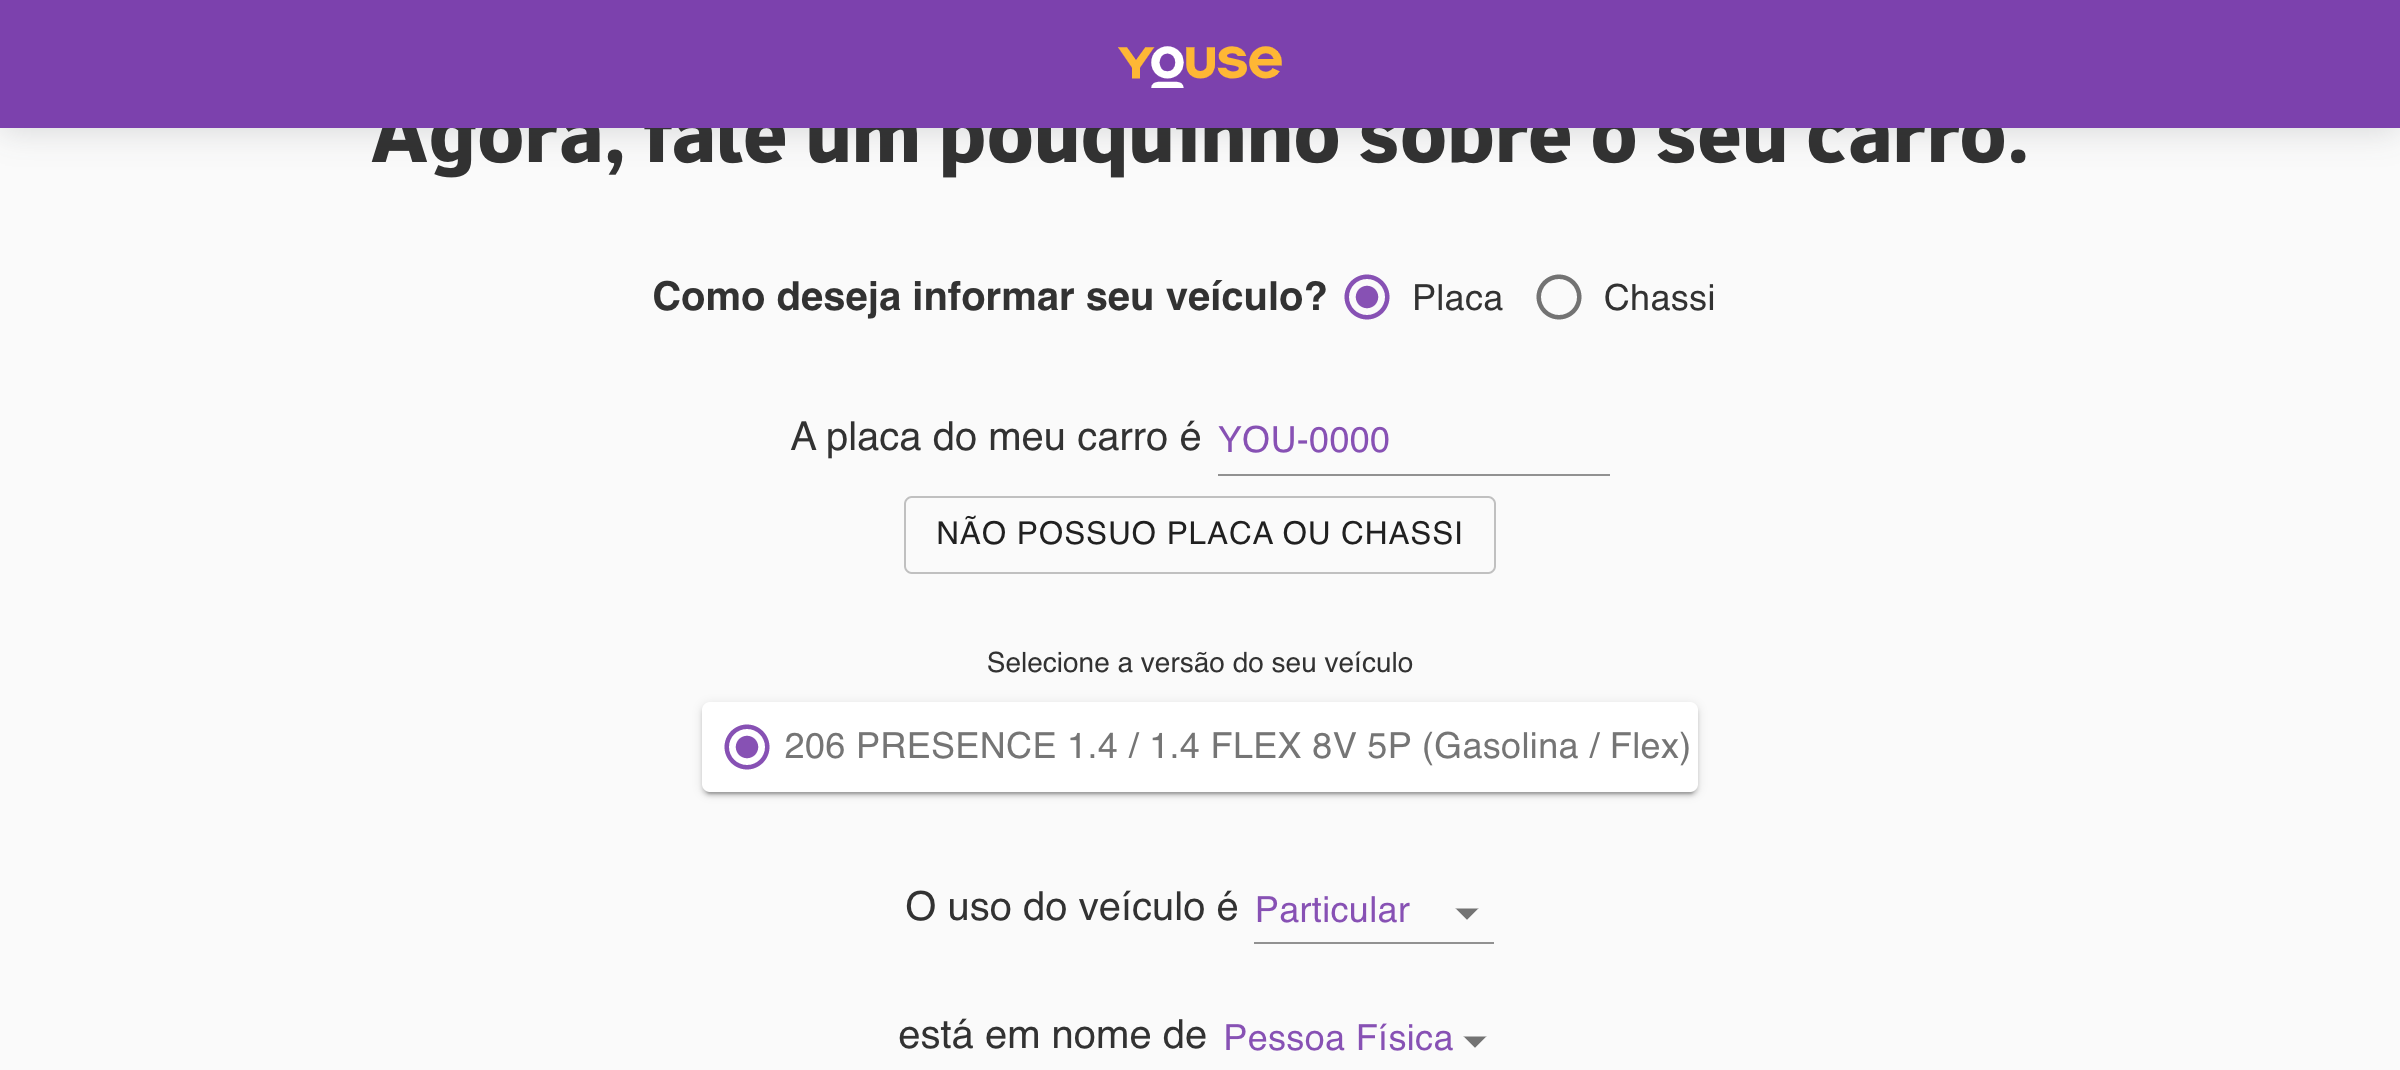 Youse
Agora, fale um pouquinho sobre o seu carro.
Como deseja informar seu veículo? Placa Chassi
A placa do meu carro é YOU-0000
NÃO POSSUO PLACA OU CHASSI
Selecione a versão do seu veículo
206 PRESENCE 1.4 / 1.4 FLEX 8V 5P (Gasolina / Flex)
O uso do veículo é Particular
está em nome de Pessoa Física